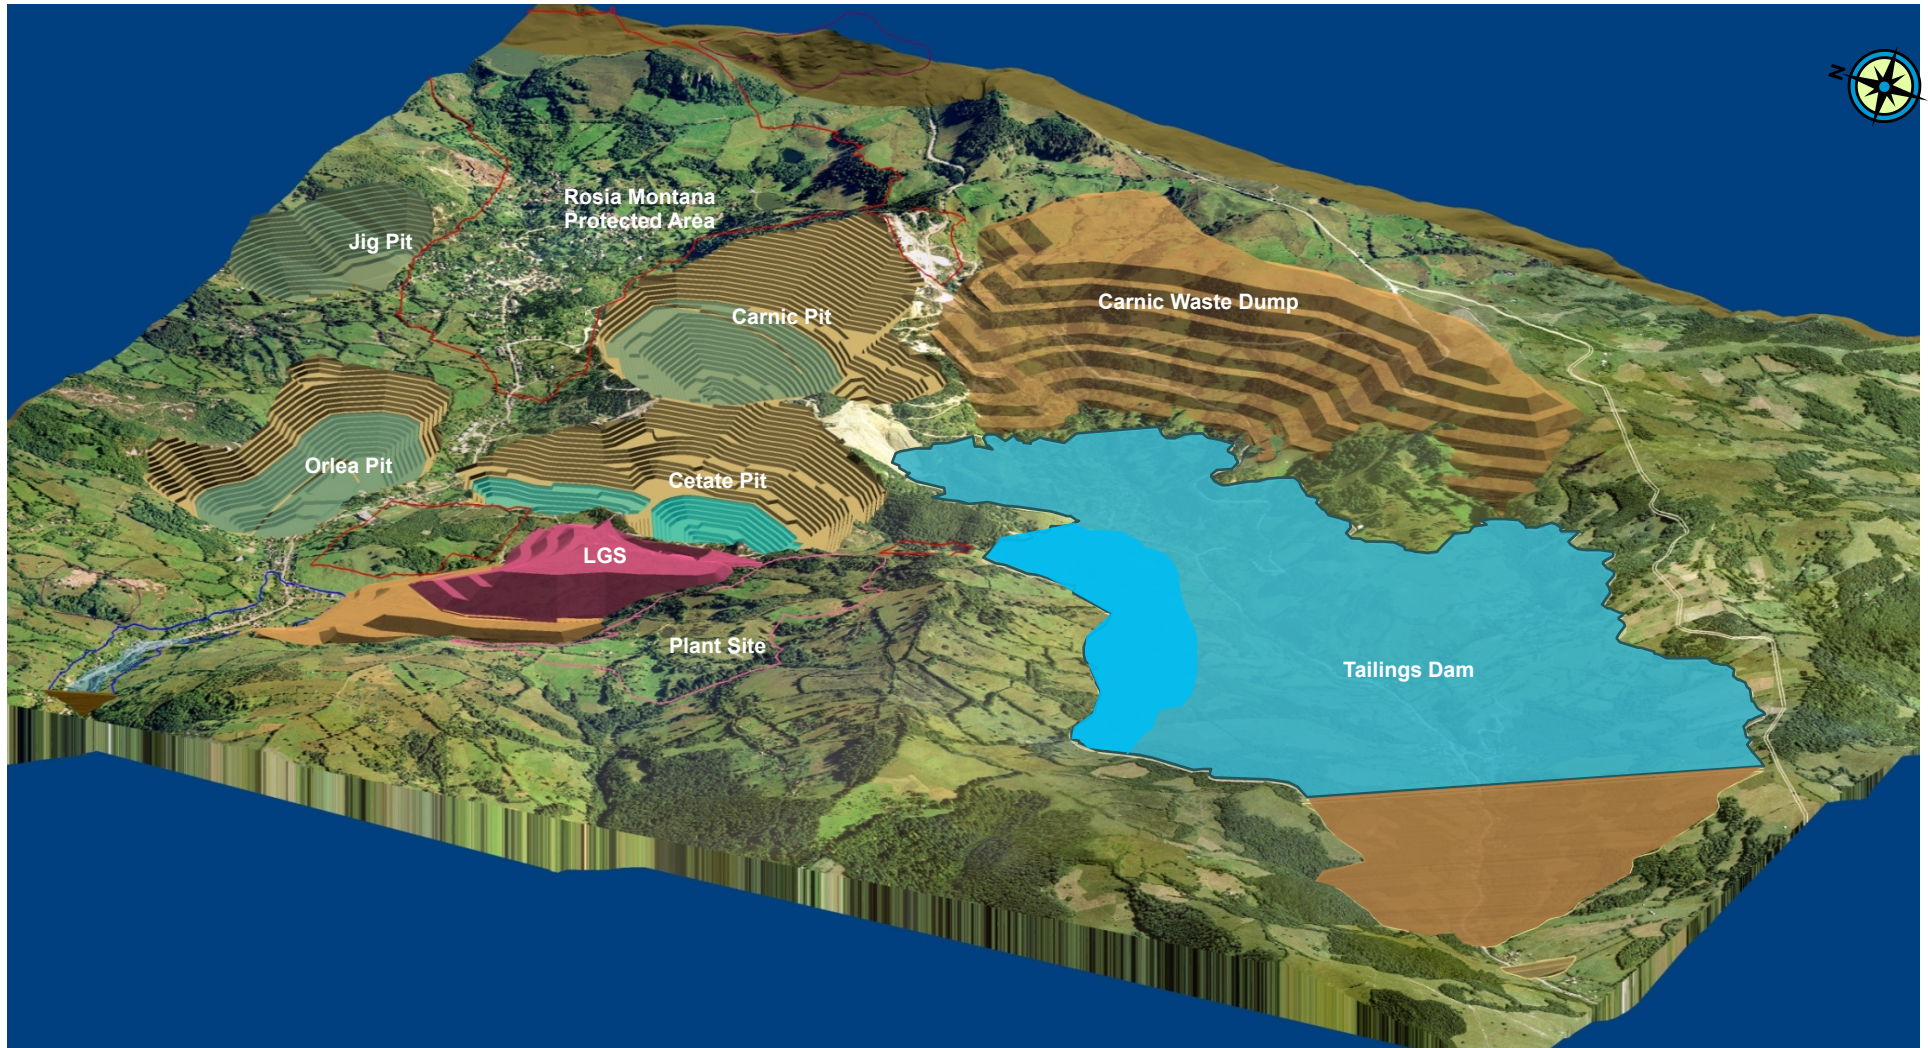 N
Rosia Montana
Protected Area
Jig Pit
Carnic Pit
Carnic Waste Dump
Orlea Pit
Cetate Pit
LGS
Plant Site
Tailings Dam